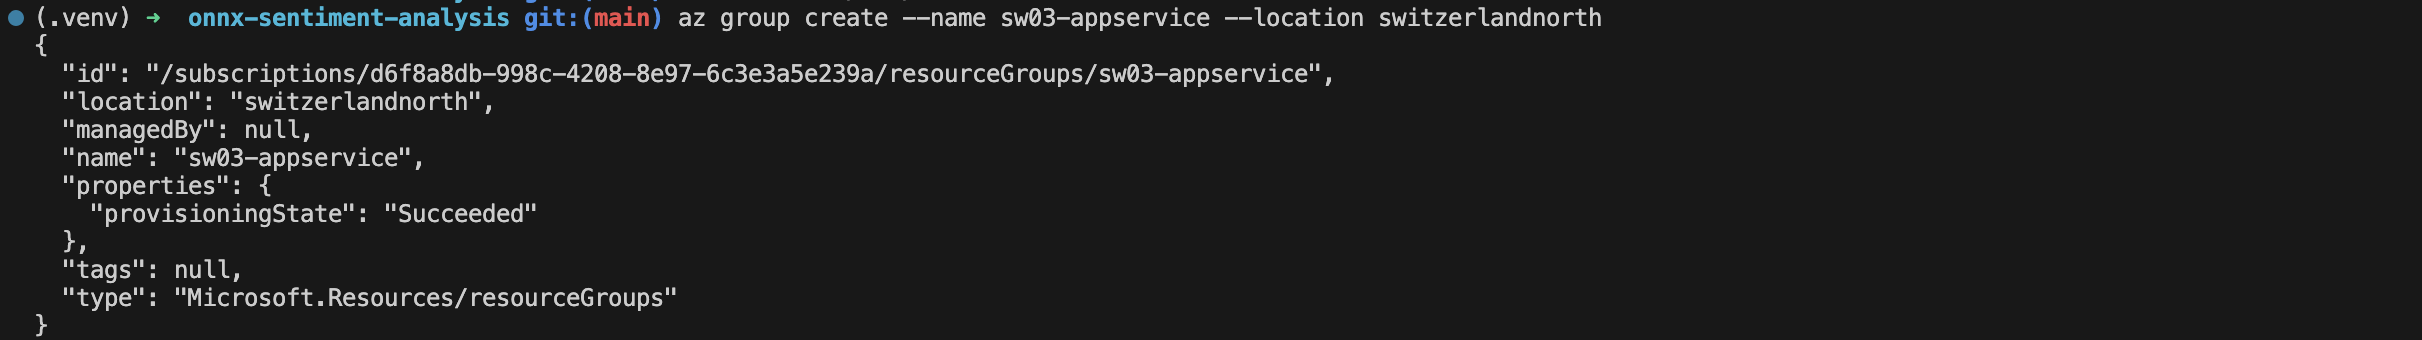 (.venv) ➜  onnx-sentiment-analysis git:(main) az group create --name sw03-appservice --location switzerlandnorth
{
  "id": "/subscriptions/d6f8a8db-998c-4208-8e97-6c3e3a5e239a/resourceGroups/sw03-appservice",
  "location": "switzerlandnorth",
  "managedBy": null,
  "name": "sw03-appservice",
  "properties": {
    "provisioningState": "Succeeded"
  },
  "tags": null,
  "type": "Microsoft.Resources/resourceGroups"
}